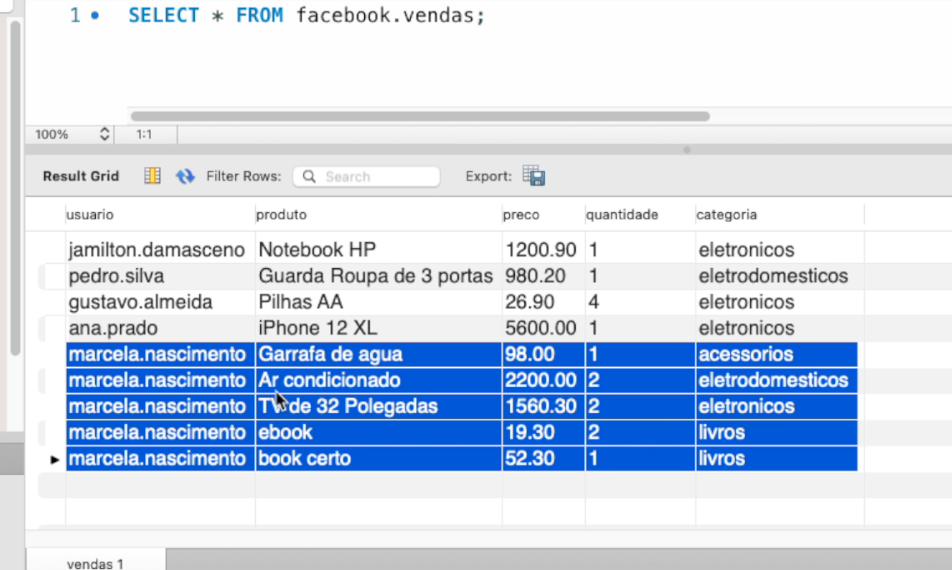 1 SELECT * FROM facebook.vendas;
100% 1:1
Result Grid Filter Rows: Search Export:
usuario produto preco quantidade categoria
jamilton.damasceno Notebook HP 1200.90 1 eletronicos
pedro.silva Guarda Roupa de 3 portas 980.20 1 eletrodomesticos
gustavo.almeida Pilhas AA 26.90 4 eletronicos
ana.prado iPhone 12 XL 5600.00 1 eletronicos
marcela.nascimento Garrafa de agua 98.00 1 acessorios
marcela.nascimento Ar condicionado 2200.00 2 eletrodomesticos
marcela.nascimento TV de 32 Polegadas 1560.30 2 eletronicos
marcela.nascimento ebook 19.30 2 livros
marcela.nascimento book certo 52.30 1 livros
vendas 1